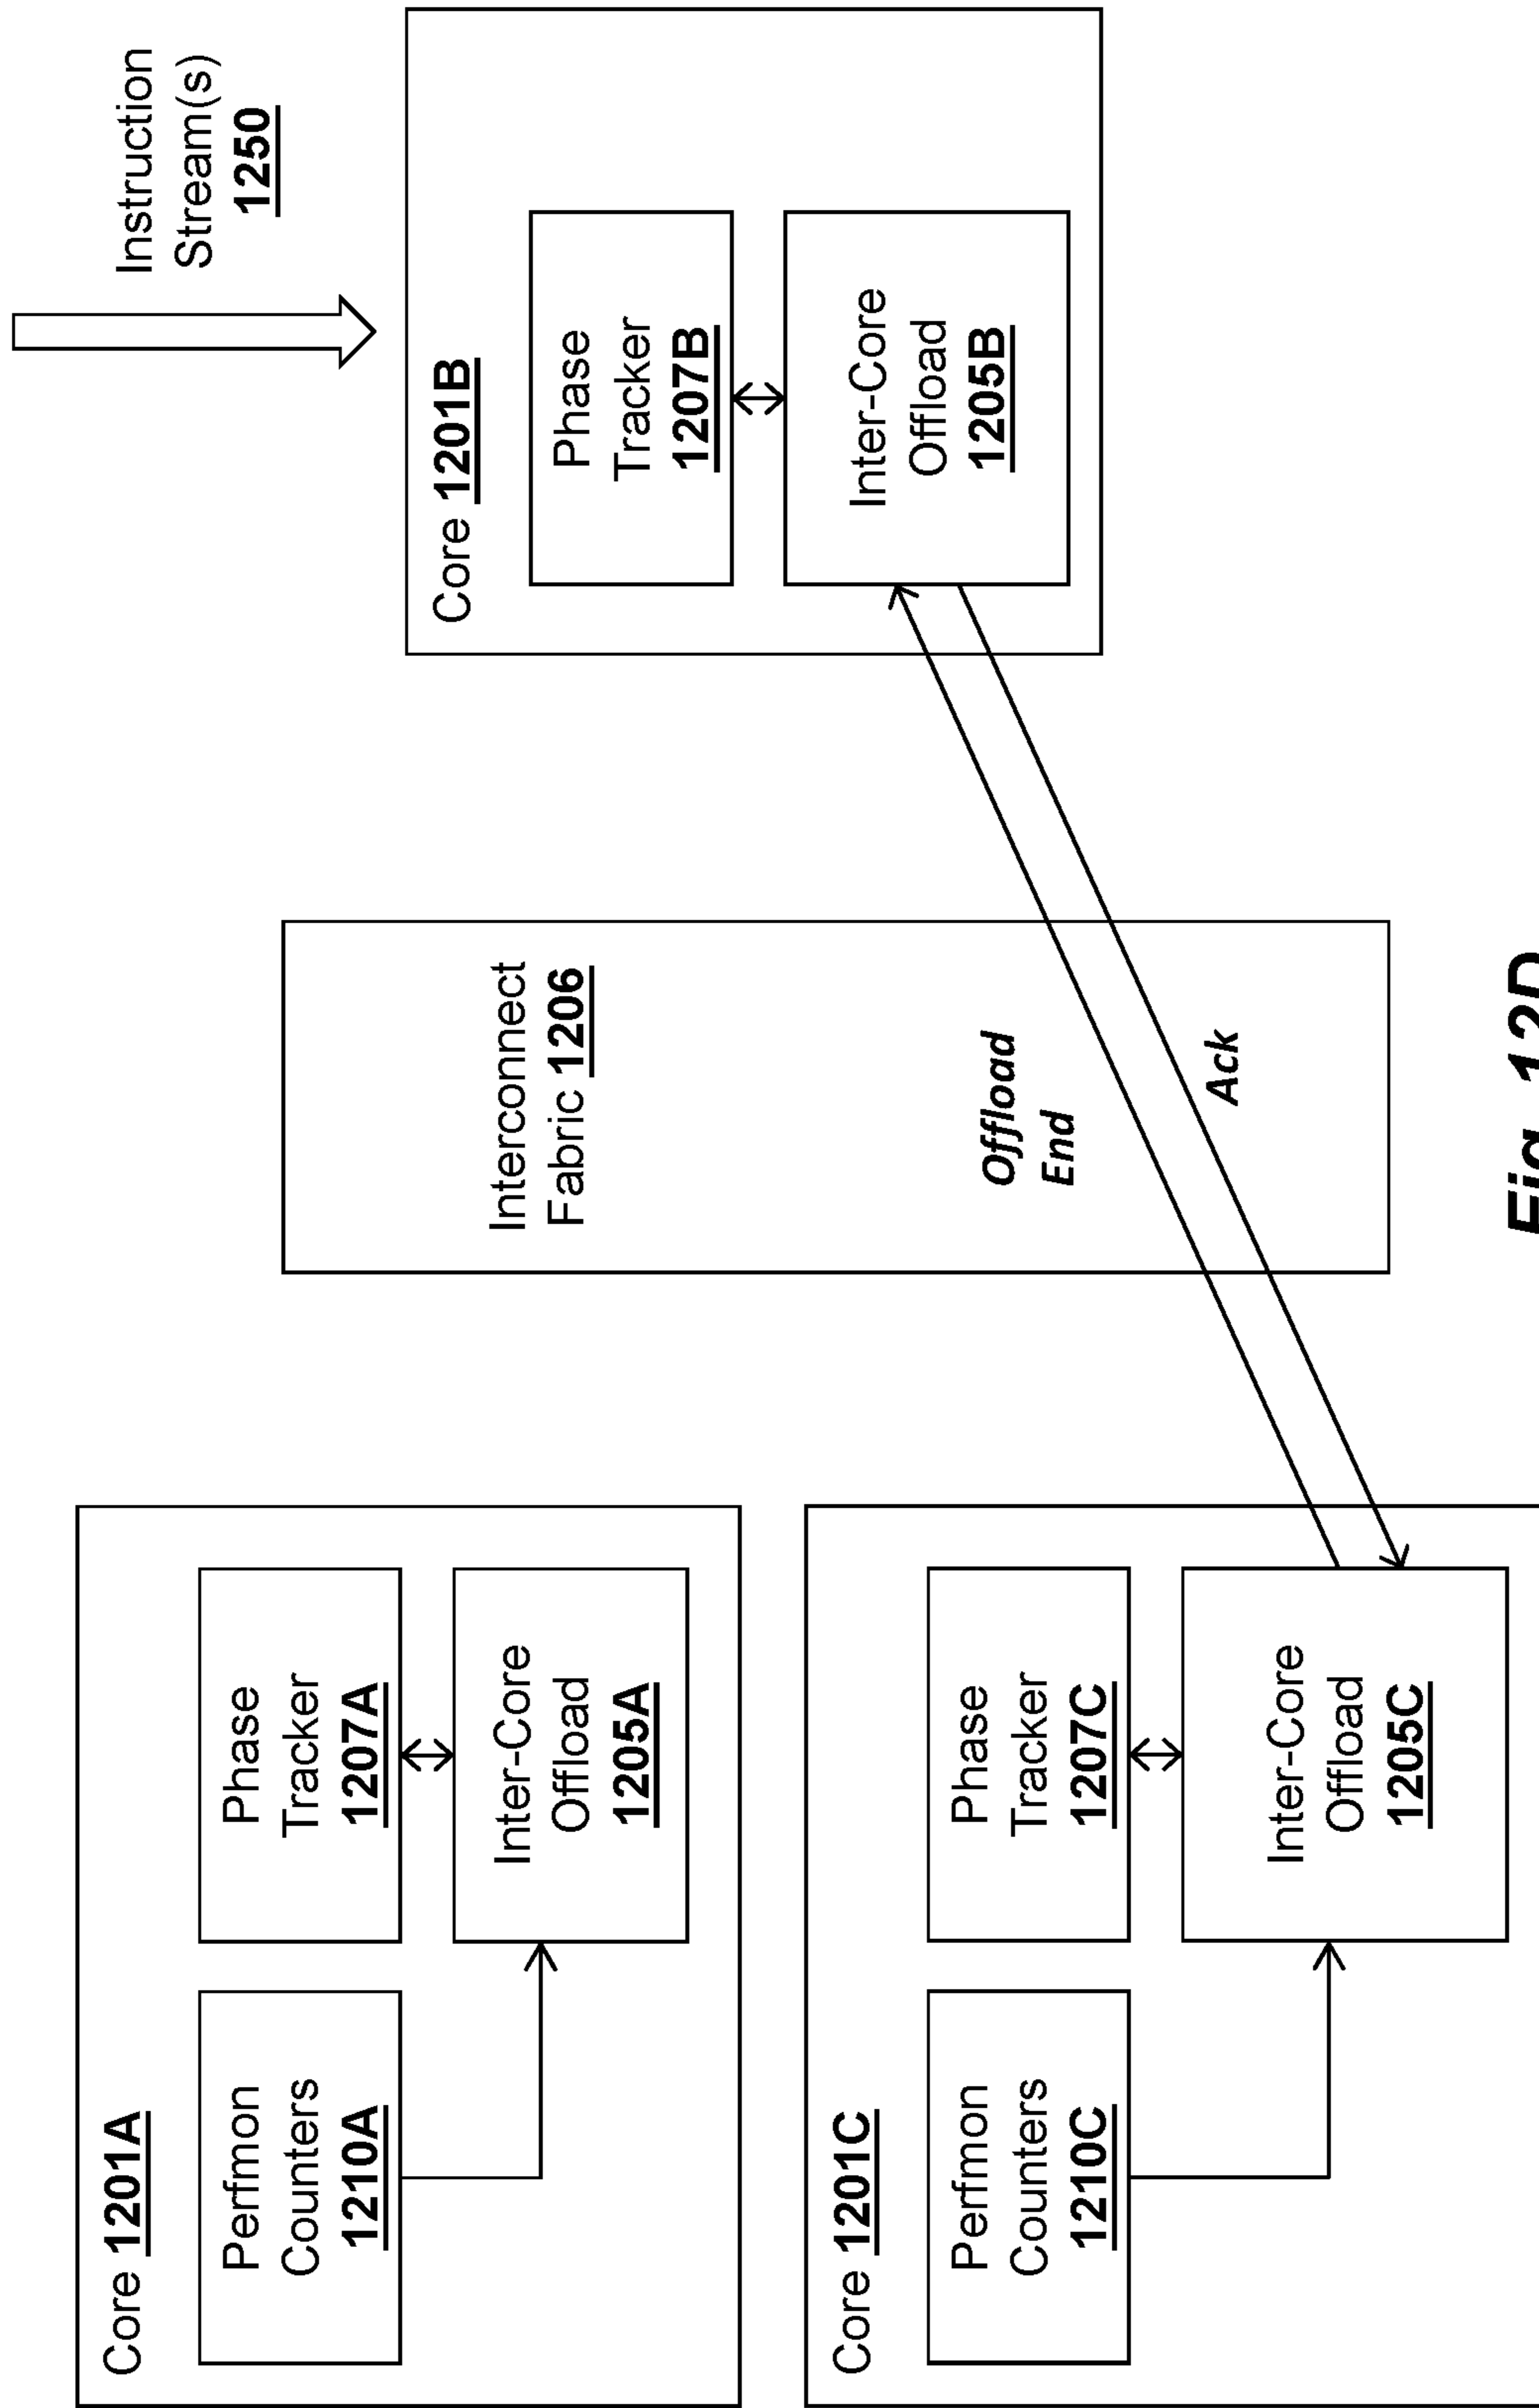 Core 1201A
Perfmon
Counters
1210A
Phase
Tracker
1207A
Inter-Core
Offload
1205A
Core 1201C
Perfmon
Counters
1210C
Phase
Tracker
1207C
Inter-Core
Offload
1205C
Interconnect
Fabric 1206
Offload
End
Ack
Instruction
Stream(s)
1250
Core 1201B
Phase
Tracker
1207B
Inter-Core
Offload
1205B
Fig. 12D